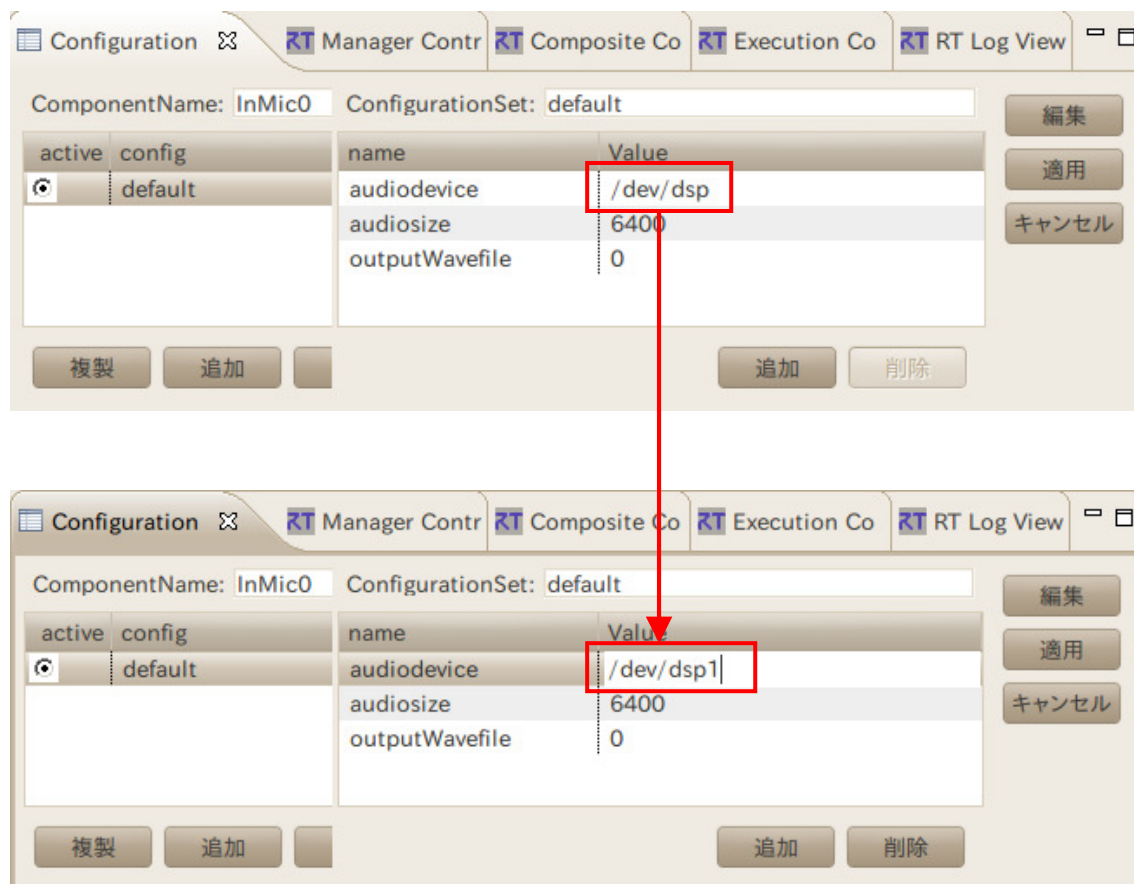 Configuration RT Manager Contr RT Composite Co RT Execution Co RT RT Log View
ComponentName: InMic0 ConfigurationSet: default 編集
active config name Value 適用
default audiodevice /dev/dsp
audiosize 6400 キャンセル
outputWavefile 0
複製 追加 追加 削除
Configuration RT Manager Contr RT Composite Co RT Execution Co RT RT Log View
ComponentName: InMic0 ConfigurationSet: default 編集
active config name Value 適用
default audiodevice /dev/dsp1
audiosize 6400 キャンセル
outputWavefile 0
複製 追加 追加 削除